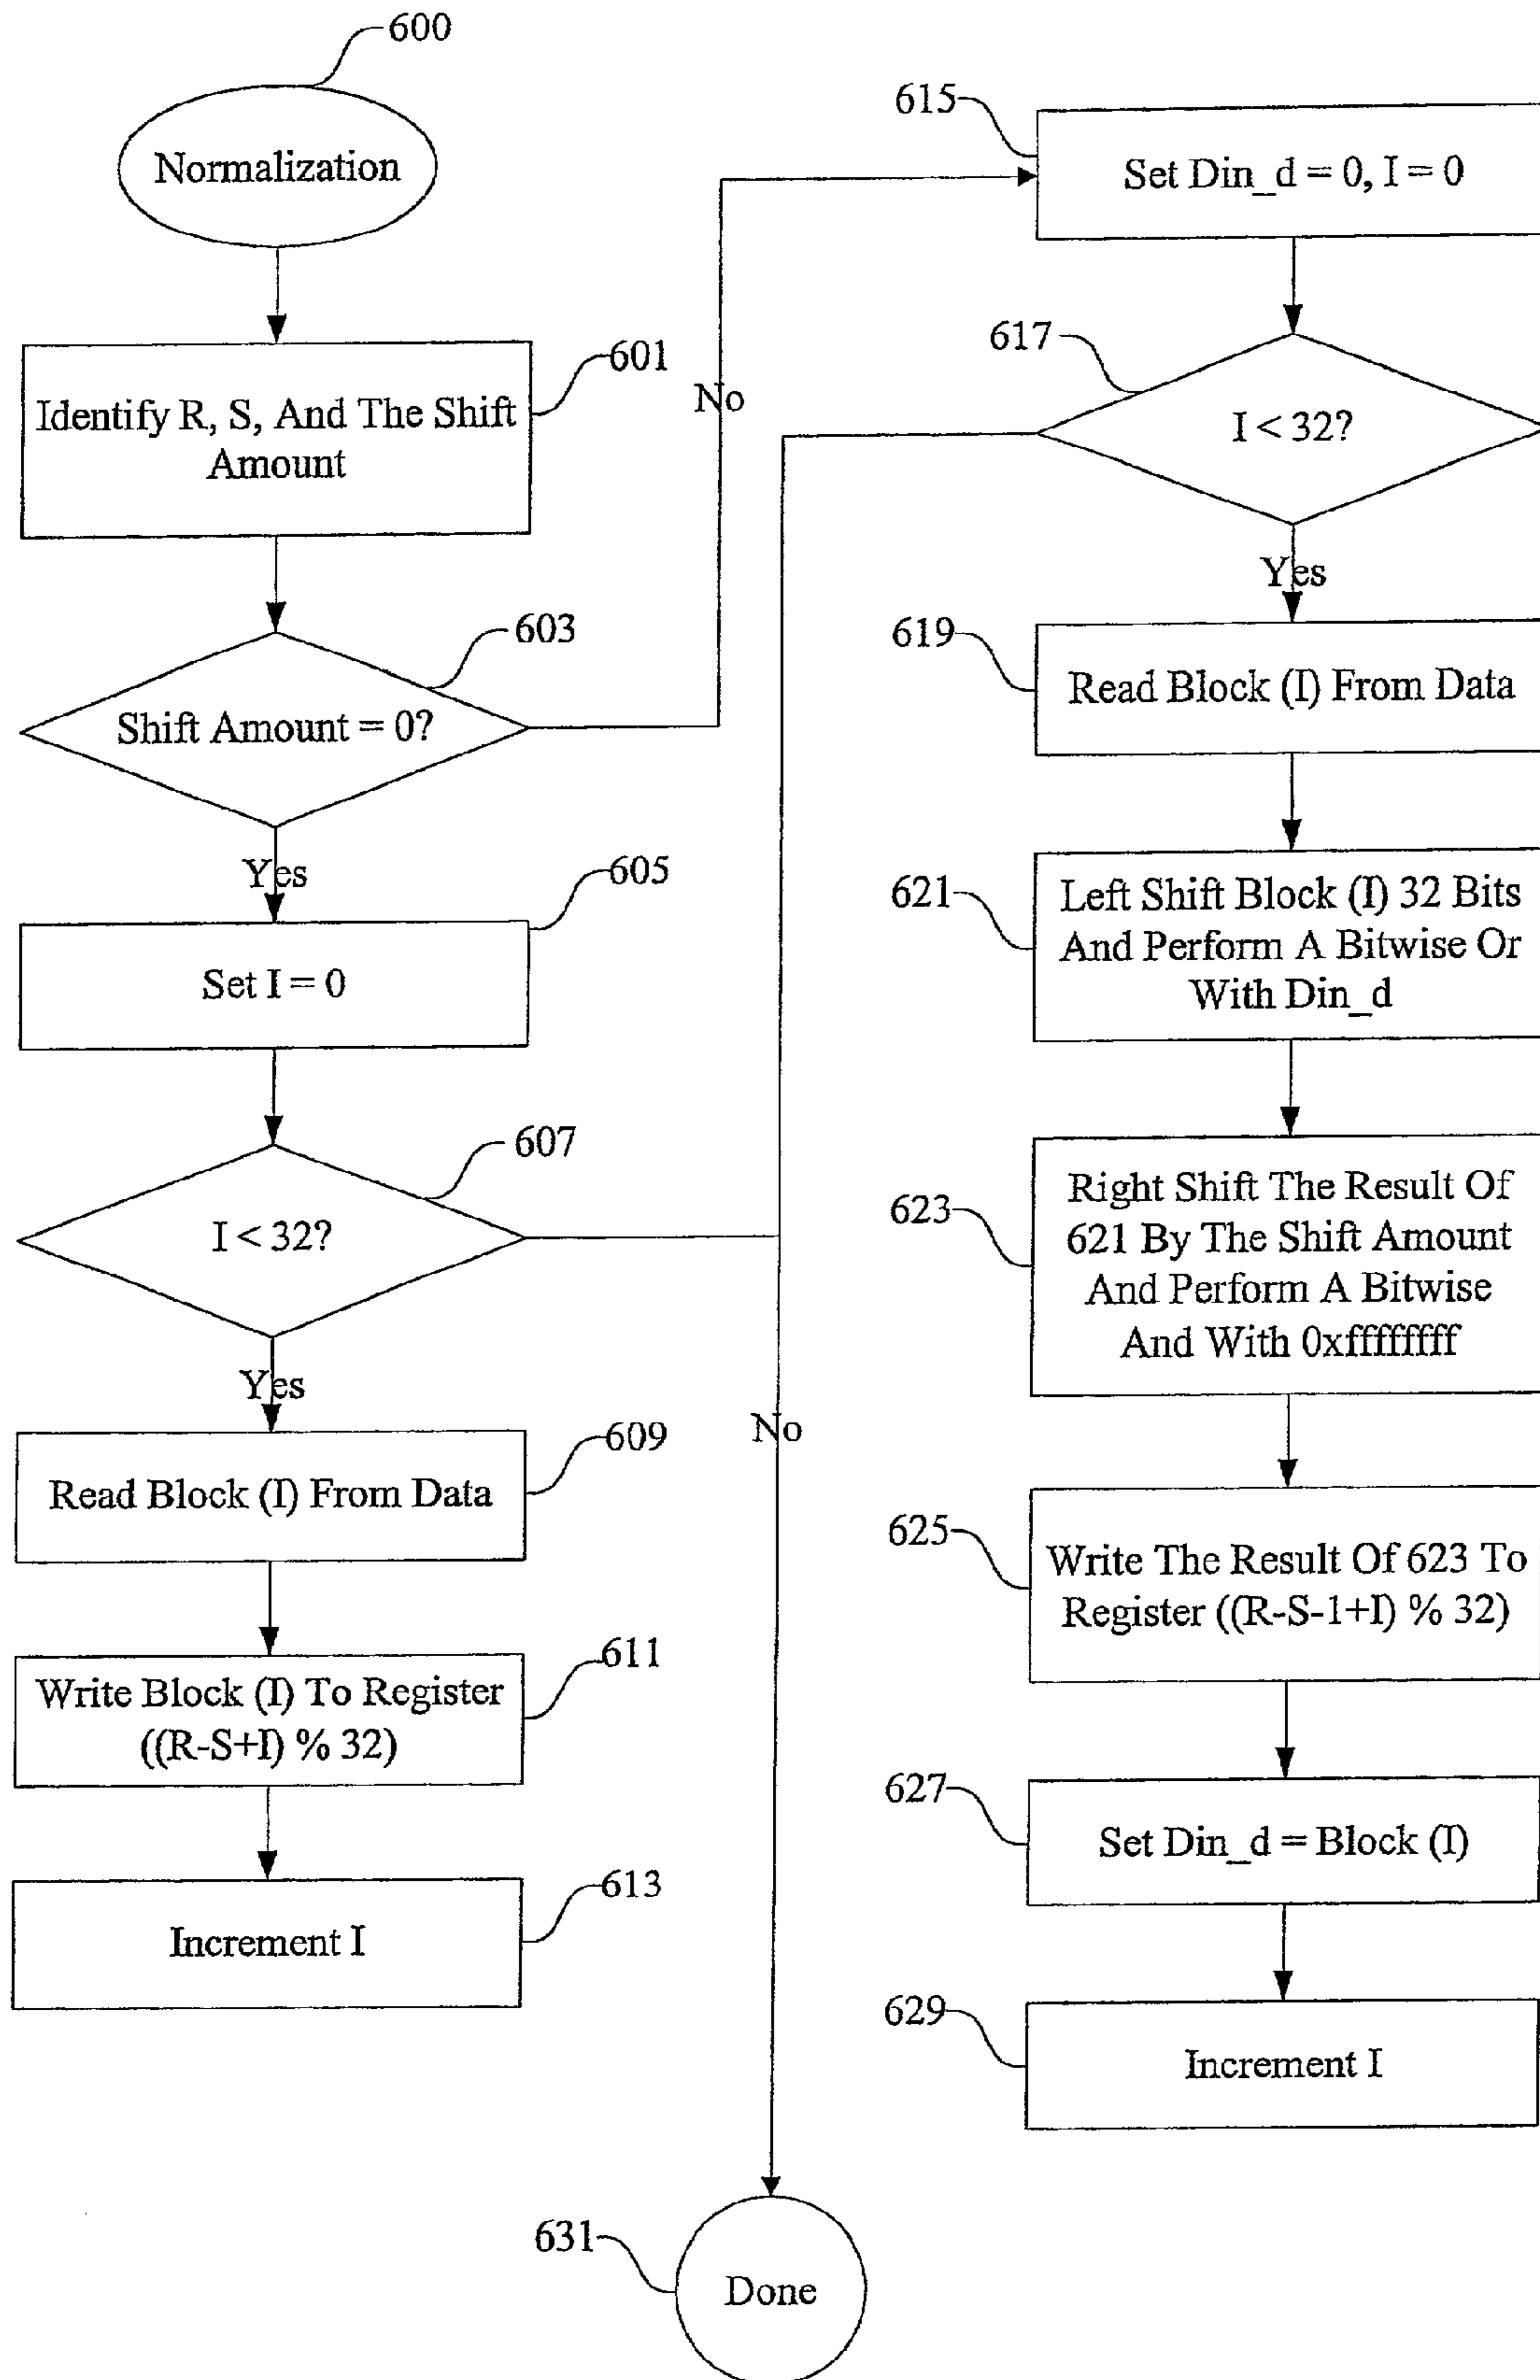 600
Normalization
601
Identify R, S, And The Shift
Amount
603
Shift Amount = 0?
No
Yes
605
Set I = 0
607
I < 32?
Yes
609
Read Block (I) From Data
611
Write Block (I) To Register
((R-S+I) % 32)
613
Increment I
615
Set Din_d = 0, I = 0
617
I < 32?
Yes
619
Read Block (I) From Data
621
Left Shift Block (I) 32 Bits
And Perform A Bitwise Or
With Din_d
623
Right Shift The Result Of
621 By The Shift Amount
And Perform A Bitwise
And With 0xffffffff
625
Write The Result Of 623 To
Register ((R-S-1+I) % 32)
627
Set Din_d = Block (I)
629
Increment I
No
631
Done